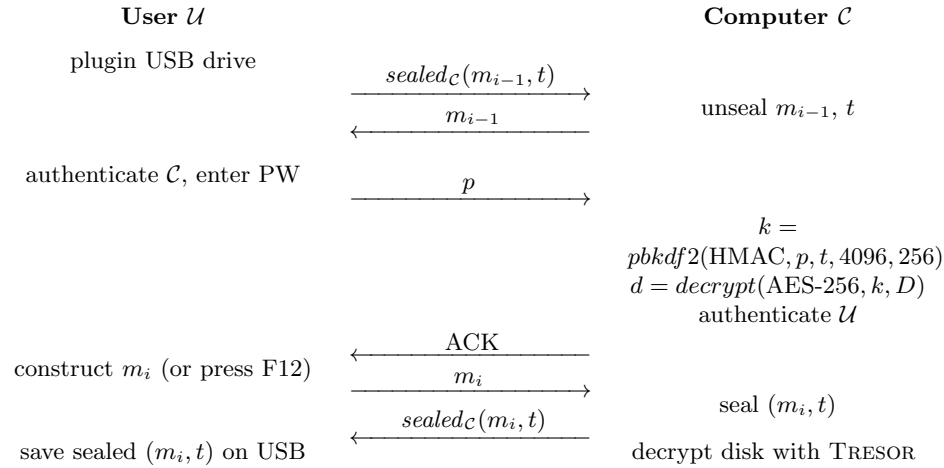 User 𝒰 Computer 𝒞
plugin USB drive
sealed𝒞(mᵢ₋₁, t)
unseal mᵢ₋₁, t
mᵢ₋₁
authenticate 𝒞, enter PW
p
k =
pbkdf2(HMAC, p, t, 4096, 256)
d = decrypt(AES-256, k, D)
authenticate 𝒰
ACK
construct mᵢ (or press F12)
mᵢ
seal (mᵢ, t)
sealed𝒞(mᵢ, t)
save sealed (mᵢ, t) on USB decrypt disk with TRESOR